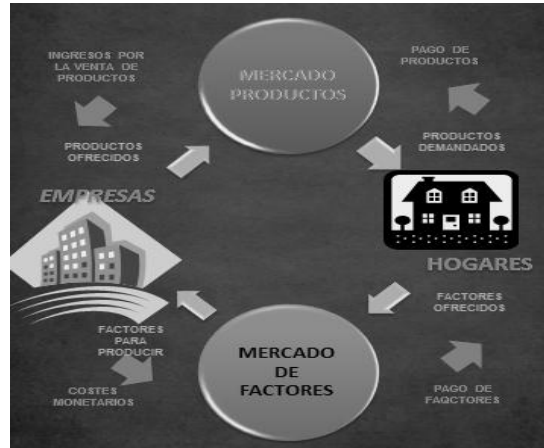 INGRESOS POR
LA VENTA DE
PRODUCTOS
MERCADO
PRODUCTOS
PAGO DE
PRODUCTOS
PRODUCTOS
OFRECIDOS
PRODUCTOS
DEMANDADOS
EMPRESAS
HOGARES
FACTORES
PARA
PRODUCIR
MERCADO
DE
FACTORES
FACTORES
OFRECIDOS
COSTES
MONETARIOS
PAGO DE
FAQCTORES